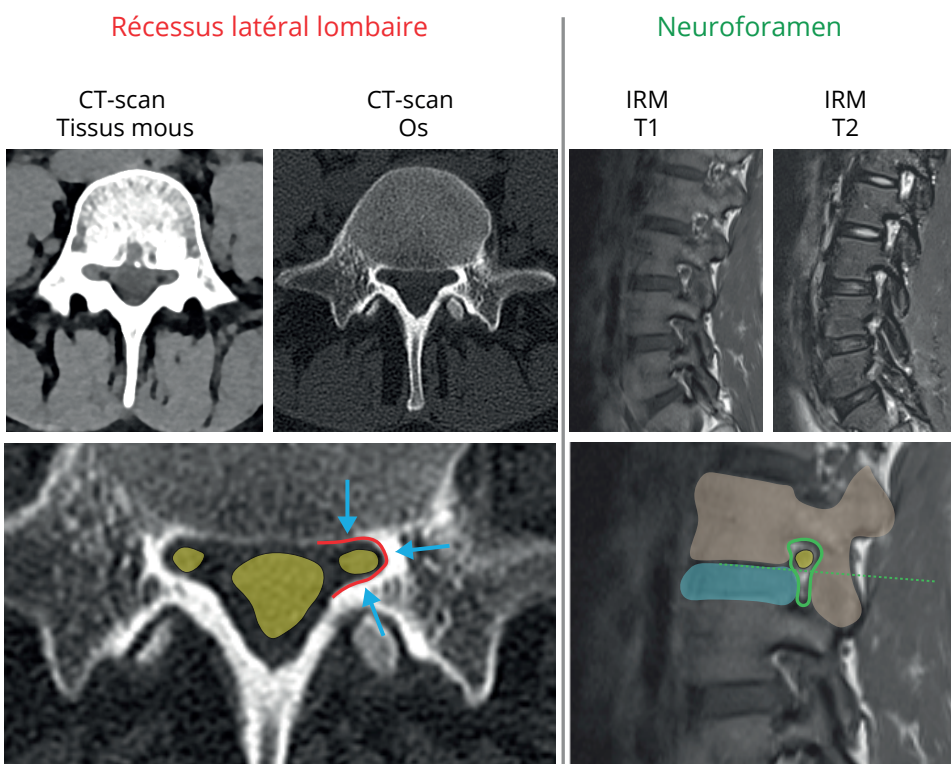 Récessus latéral lombaire
Neuroforamen
CT-scan
Tissus mous
CT-scan
Os
IRM
T1
IRM
T2